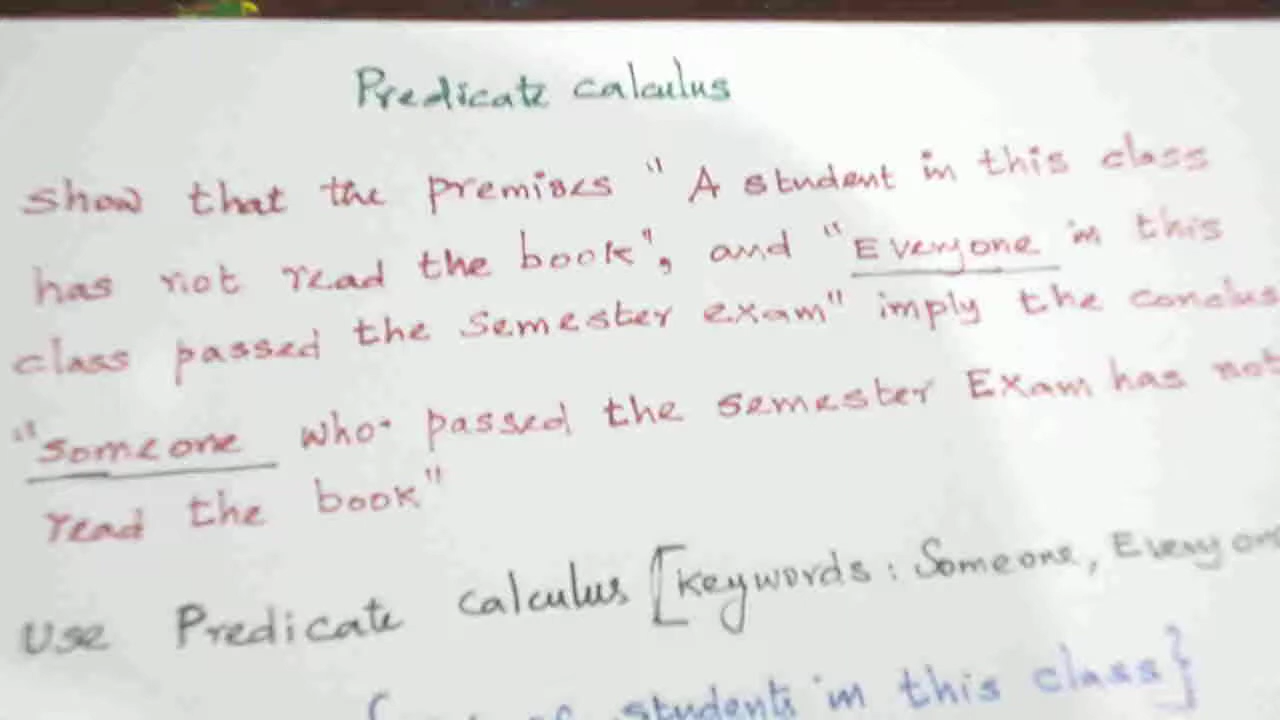 Predicate calculus
Show that the premises "A student in this class
has not read the book", and "Everyone in this
class passed the semester exam" imply the conclus
"Someone who passed the semester Exam has not
read the book"
Use Predicate calculus [keywords: Someone, Everyon
students in this class}